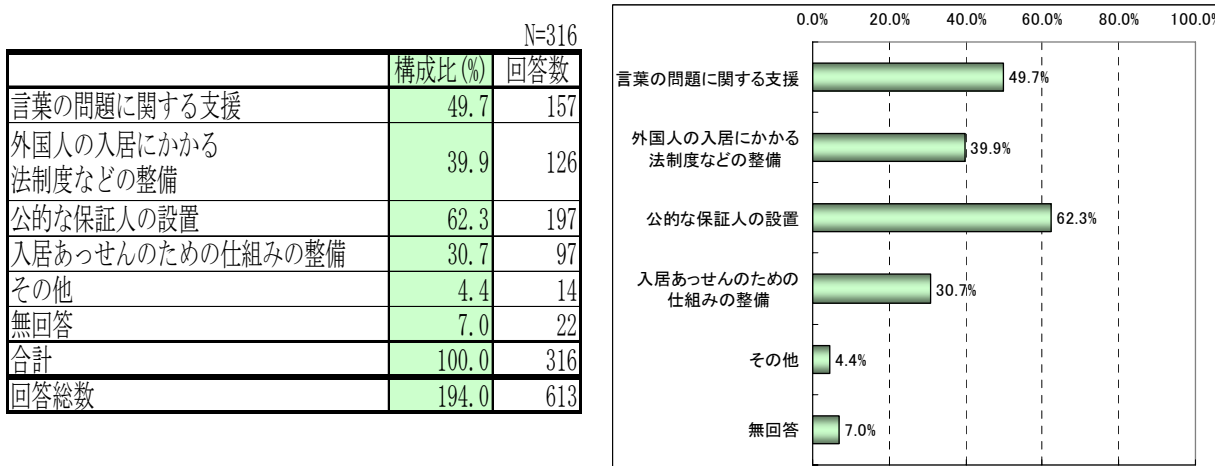 N=316
構成比(%) 回答数
言葉の問題に関する支援 49.7 157
外国人の入居にかかる
法制度などの整備 39.9 126
公的な保証人の設置 62.3 197
入居あっせんのための仕組みの整備 30.7 97
その他 4.4 14
無回答 7.0 22
合計 100.0 316
回答総数 194.0 613
0.0% 20.0% 40.0% 60.0% 80.0% 100.0%
言葉の問題に関する支援 49.7%
外国人の入居にかかる
法制度などの整備 39.9%
公的な保証人の設置 62.3%
入居あっせんのための
仕組みの整備 30.7%
その他 4.4%
無回答 7.0%